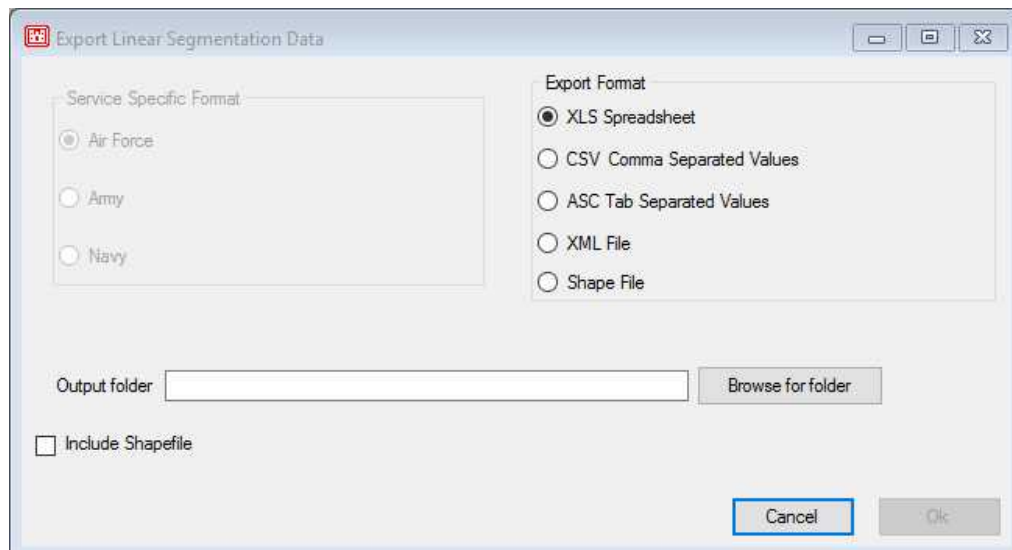 Export Linear Segmentation Data
Service Specific Format
Air Force
Army
Navy
Export Format
XLS Spreadsheet
CSV Comma Separated Values
ASC Tab Separated Values
XML File
Shape File
Output folder
Browse for folder
Include Shapefile
Cancel
Ok